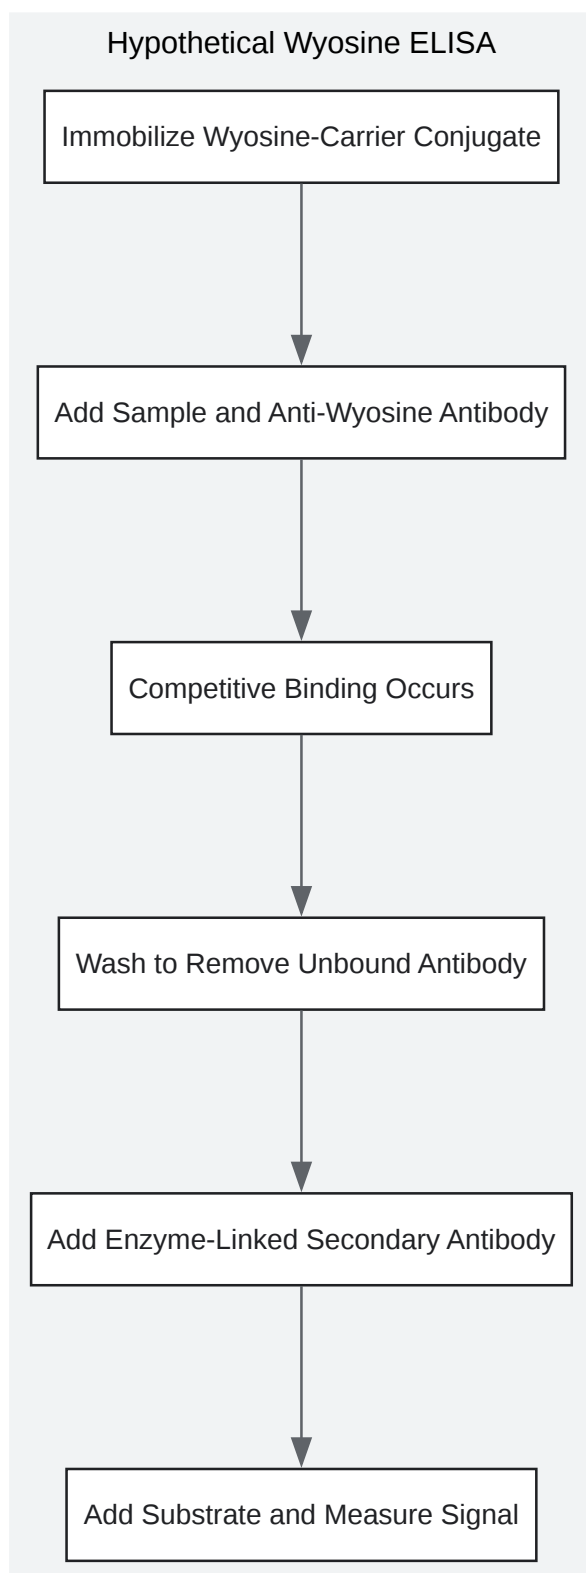 Hypothetical Wyosine ELISA
Immobilize Wyosine-Carrier Conjugate
Add Sample and Anti-Wyosine Antibody
Competitive Binding Occurs
Wash to Remove Unbound Antibody
Add Enzyme-Linked Secondary Antibody
Add Substrate and Measure Signal